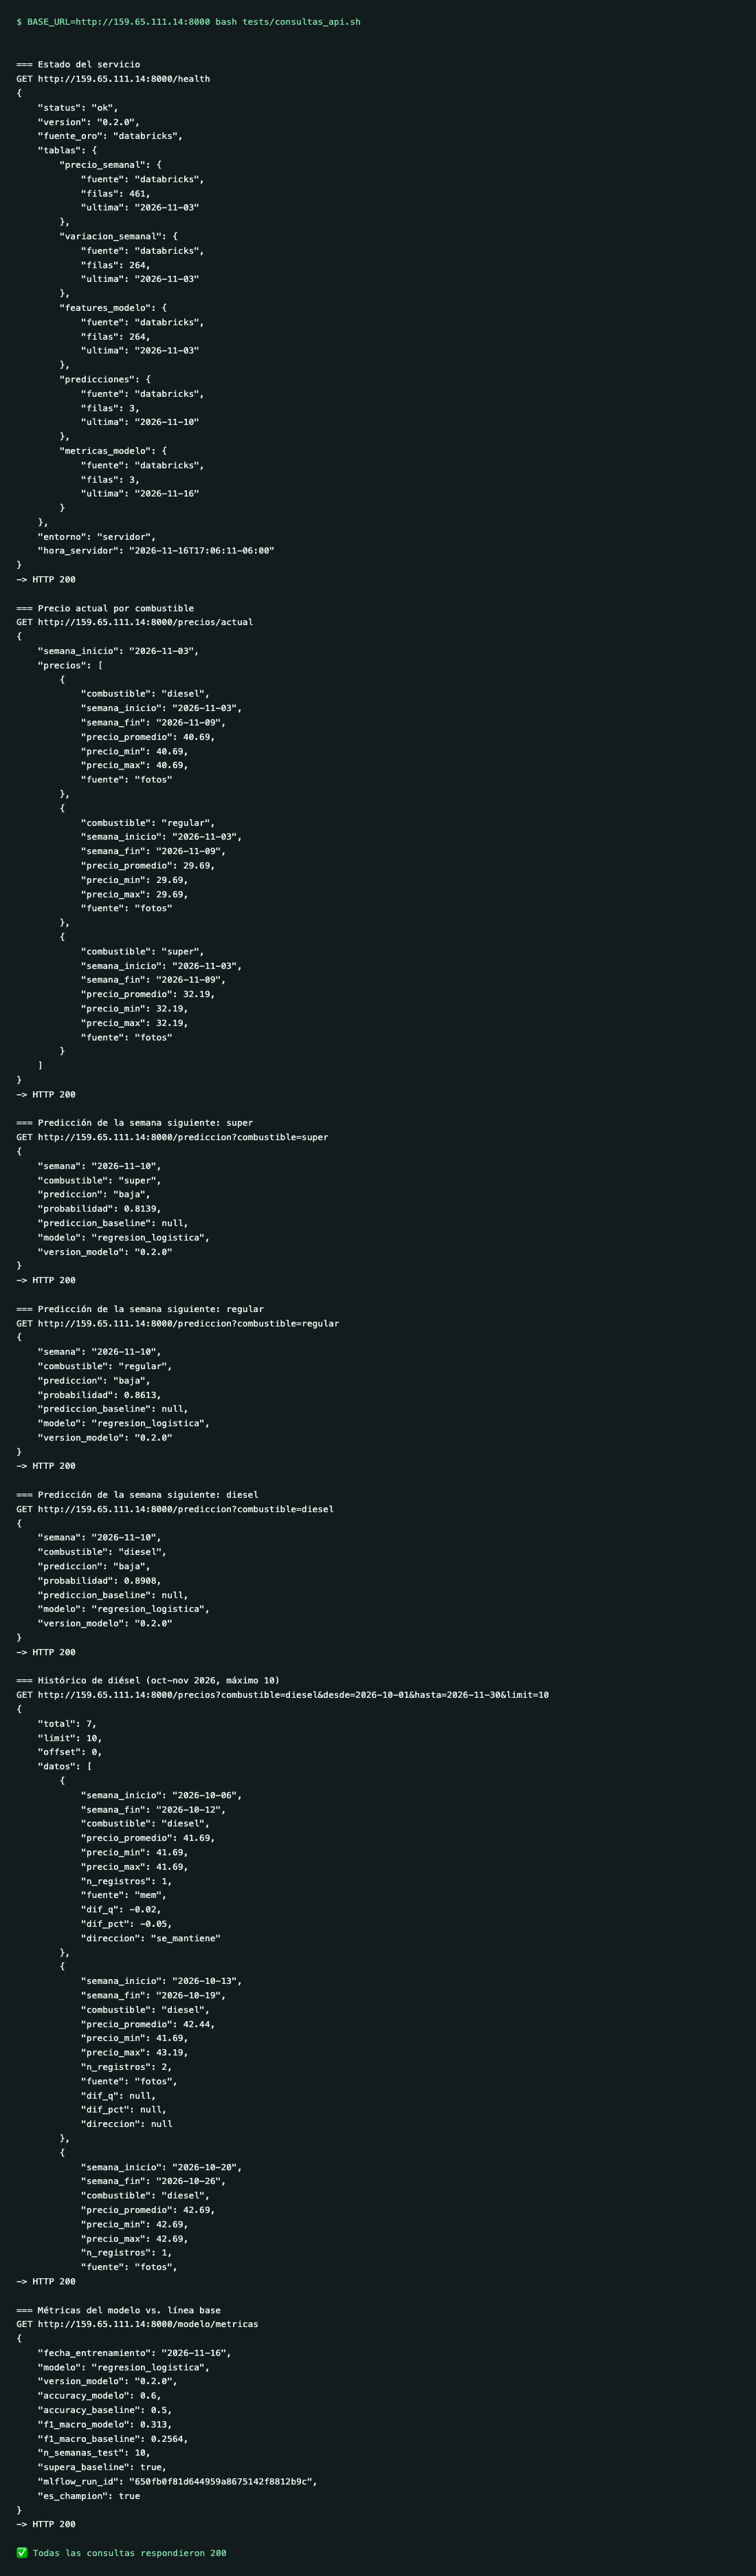 $ BASE_URL=http://159.65.111.14:8000 bash tests/consultas_api.sh
=== Estado del servicio
GET http://159.65.111.14:8000/health
{
    "status": "ok",
    "version": "0.2.0",
    "fuente_oro": "databricks",
    "tablas": {
        "precio_semanal": {
            "fuente": "databricks",
            "filas": 461,
            "ultima": "2026-11-03"
        },
        "variacion_semanal": {
            "fuente": "databricks",
            "filas": 264,
            "ultima": "2026-11-03"
        },
        "features_modelo": {
            "fuente": "databricks",
            "filas": 264,
            "ultima": "2026-11-03"
        },
        "predicciones": {
            "fuente": "databricks",
            "filas": 3,
            "ultima": "2026-11-10"
        },
        "metricas_modelo": {
            "fuente": "databricks",
            "filas": 3,
            "ultima": "2026-11-16"
        }
    },
    "entorno": "servidor",
    "hora_servidor": "2026-11-16T17:06:11-06:00"
}
-> HTTP 200
=== Precio actual por combustible
GET http://159.65.111.14:8000/precios/actual
{
    "semana_inicio": "2026-11-03",
    "precios": [
        {
            "combustible": "diesel",
            "semana_inicio": "2026-11-03",
            "semana_fin": "2026-11-09",
            "precio_promedio": 40.69,
            "precio_min": 40.69,
            "precio_max": 40.69,
            "fuente": "fotos"
        },
        {
            "combustible": "regular",
            "semana_inicio": "2026-11-03",
            "semana_fin": "2026-11-09",
            "precio_promedio": 29.69,
            "precio_min": 29.69,
            "precio_max": 29.69,
            "fuente": "fotos"
        },
        {
            "combustible": "super",
            "semana_inicio": "2026-11-03",
            "semana_fin": "2026-11-09",
            "precio_promedio": 32.19,
            "precio_min": 32.19,
            "precio_max": 32.19,
            "fuente": "fotos"
        }
    ]
}
-> HTTP 200
=== Predicción de la semana siguiente: super
GET http://159.65.111.14:8000/prediccion?combustible=super
{
    "semana": "2026-11-10",
    "combustible": "super",
    "prediccion": "baja",
    "probabilidad": 0.8139,
    "prediccion_baseline": null,
    "modelo": "regresion_logistica",
    "version_modelo": "0.2.0"
}
-> HTTP 200
=== Predicción de la semana siguiente: regular
GET http://159.65.111.14:8000/prediccion?combustible=regular
{
    "semana": "2026-11-10",
    "combustible": "regular",
    "prediccion": "baja",
    "probabilidad": 0.8613,
    "prediccion_baseline": null,
    "modelo": "regresion_logistica",
    "version_modelo": "0.2.0"
}
-> HTTP 200
=== Predicción de la semana siguiente: diesel
GET http://159.65.111.14:8000/prediccion?combustible=diesel
{
    "semana": "2026-11-10",
    "combustible": "diesel",
    "prediccion": "baja",
    "probabilidad": 0.8908,
    "prediccion_baseline": null,
    "modelo": "regresion_logistica",
    "version_modelo": "0.2.0"
}
-> HTTP 200
=== Histórico de diésel (oct-nov 2026, máximo 10)
GET http://159.65.111.14:8000/precios?combustible=diesel&desde=2026-10-01&hasta=2026-11-30&limit=10
{
    "total": 7,
    "limit": 10,
    "offset": 0,
    "datos": [
        {
            "semana_inicio": "2026-10-06",
            "semana_fin": "2026-10-12",
            "combustible": "diesel",
            "precio_promedio": 41.69,
            "precio_min": 41.69,
            "precio_max": 41.69,
            "n_registros": 1,
            "fuente": "mem",
            "dif_q": -0.02,
            "dif_pct": -0.05,
            "direccion": "se_mantiene"
        },
        {
            "semana_inicio": "2026-10-13",
            "semana_fin": "2026-10-19",
            "combustible": "diesel",
            "precio_promedio": 42.44,
            "precio_min": 41.69,
            "precio_max": 43.19,
            "n_registros": 2,
            "fuente": "fotos",
            "dif_q": null,
            "dif_pct": null,
            "direccion": null
        },
        {
            "semana_inicio": "2026-10-20",
            "semana_fin": "2026-10-26",
            "combustible": "diesel",
            "precio_promedio": 42.69,
            "precio_min": 42.69,
            "precio_max": 42.69,
            "n_registros": 1,
            "fuente": "fotos",
-> HTTP 200
=== Métricas del modelo vs. línea base
GET http://159.65.111.14:8000/modelo/metricas
{
    "fecha_entrenamiento": "2026-11-16",
    "modelo": "regresion_logistica",
    "version_modelo": "0.2.0",
    "accuracy_modelo": 0.6,
    "accuracy_baseline": 0.5,
    "f1_macro_modelo": 0.313,
    "f1_macro_baseline": 0.2564,
    "n_semanas_test": 10,
    "supera_baseline": true,
    "mlflow_run_id": "650fb0f81d644959a8675142f8812b9c",
    "es_champion": true
}
-> HTTP 200
✅ Todas las consultas respondieron 200